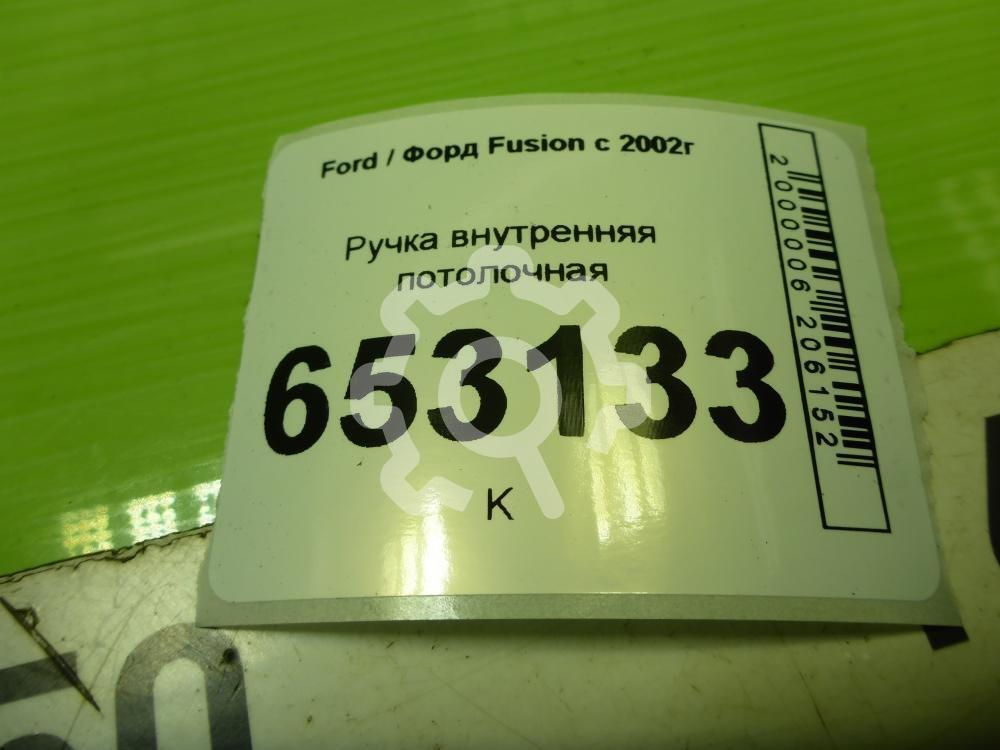 Ford / Форд Fusion с 2002г
Ручка внутренняя
потолочная
653133
К
2000006206152